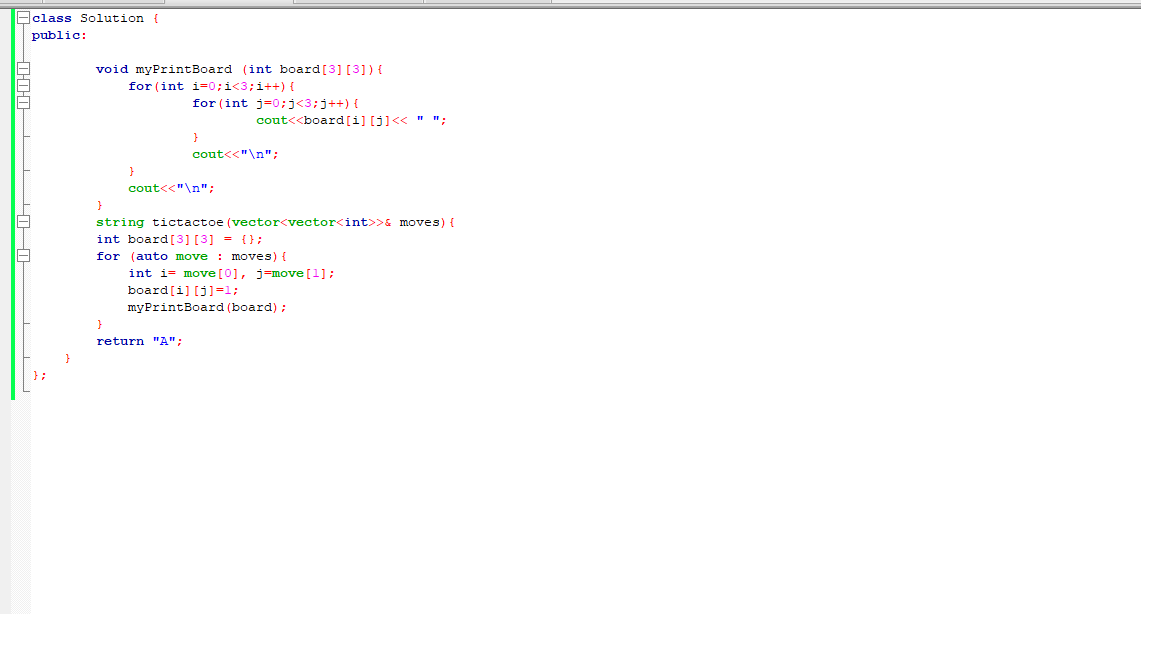 class Solution {
public:
void myPrintBoard (int board[3][3]){
for(int i=0;i<3;i++){
for(int j=0;j<3;j++){
cout<<board[i][j]<< " ";
}
cout<<"\n";
}
cout<<"\n";
}
string tictactoe(vector<vector<int>>& moves){
int board[3][3] = {};
for (auto move : moves){
int i= move[0], j=move[1];
board[i][j]=1;
myPrintBoard(board);
}
return "A";
}
};